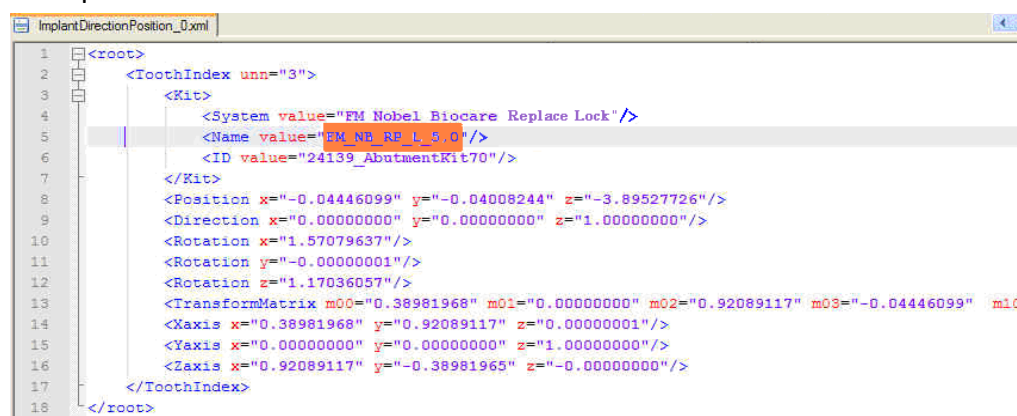 ImplantDirectionPosition_0.xml
1 <root>
2 <ToothIndex unn="3">
3 <Kit>
4 <System value="FM Nobel Biocare Replace Lock"/>
5 <Name value="FM_NB_RP_L_5.0"/>
6 <ID value="24139_AbutmentKit70"/>
7 </Kit>
8 <Position x="-0.04446099" y="-0.04008244" z="-3.89527726"/>
9 <Direction x="0.00000000" y="0.00000000" z="1.00000000"/>
10 <Rotation x="1.57079637"/>
11 <Rotation y="-0.00000001"/>
12 <Rotation z="1.17036057"/>
13 <TransformMatrix m00="0.38981968" m01="0.00000000" m02="0.92089117" m03="-0.04446099" m10
14 <Xaxis x="0.38981968" y="0.92089117" z="0.00000001"/>
15 <Yaxis x="0.00000000" y="0.00000000" z="1.00000000"/>
16 <Zaxis x="0.92089117" y="-0.38981965" z="-0.00000000"/>
17 </ToothIndex>
18 </root>